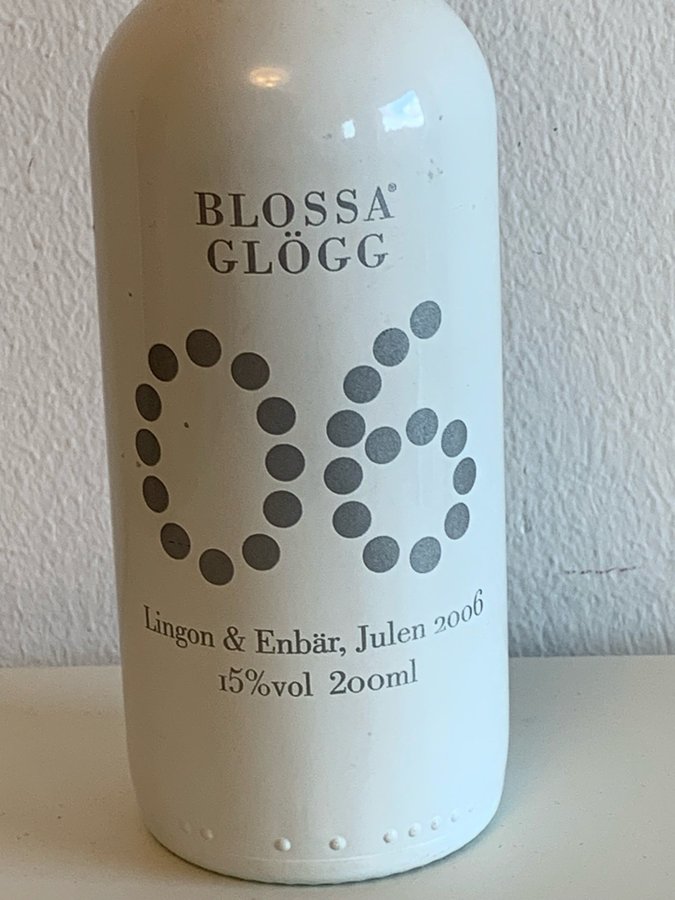 BLOSSA®
GLÖGG
06
Lingon & Enbär, Julen 2006
15%vol 200ml